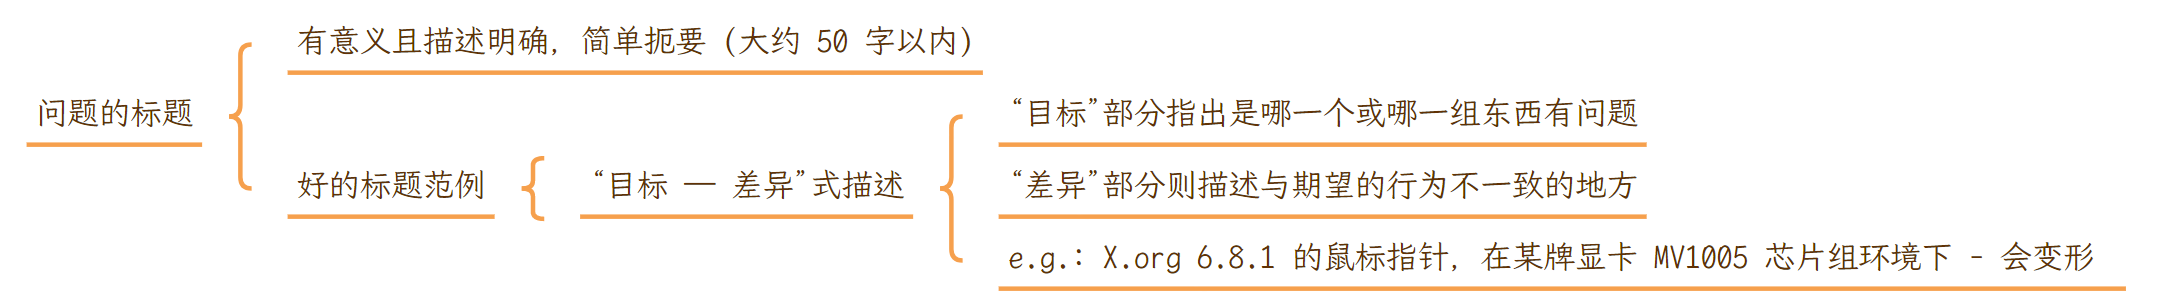 问题的标题
有意义且描述明确, 简单扼要 (大约 50 字以内)
好的标题范例
“目标 — 差异”式描述
“目标”部分指出是哪一个或哪一组东西有问题
“差异”部分则描述与期望的行为不一致的地方
e.g.: X.org 6.8.1 的鼠标指针, 在某牌显卡 MV1005 芯片组环境下 - 会变形